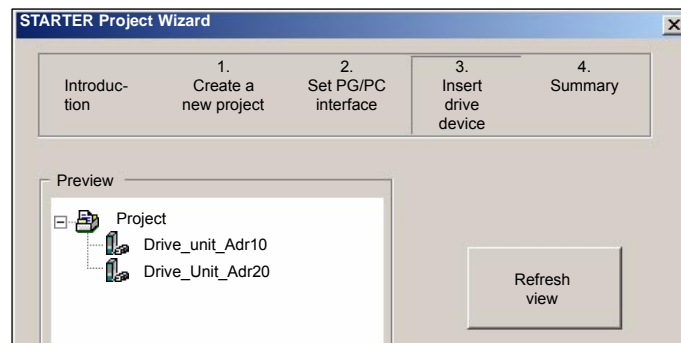 STARTER Project Wizard
Introduc-
tion
1.
Create a
new project
2.
Set PG/PC
interface
3.
Insert
drive
device
4.
Summary
Preview
Project
Drive_unit_Adr10
Drive_Unit_Adr20
Refresh
view